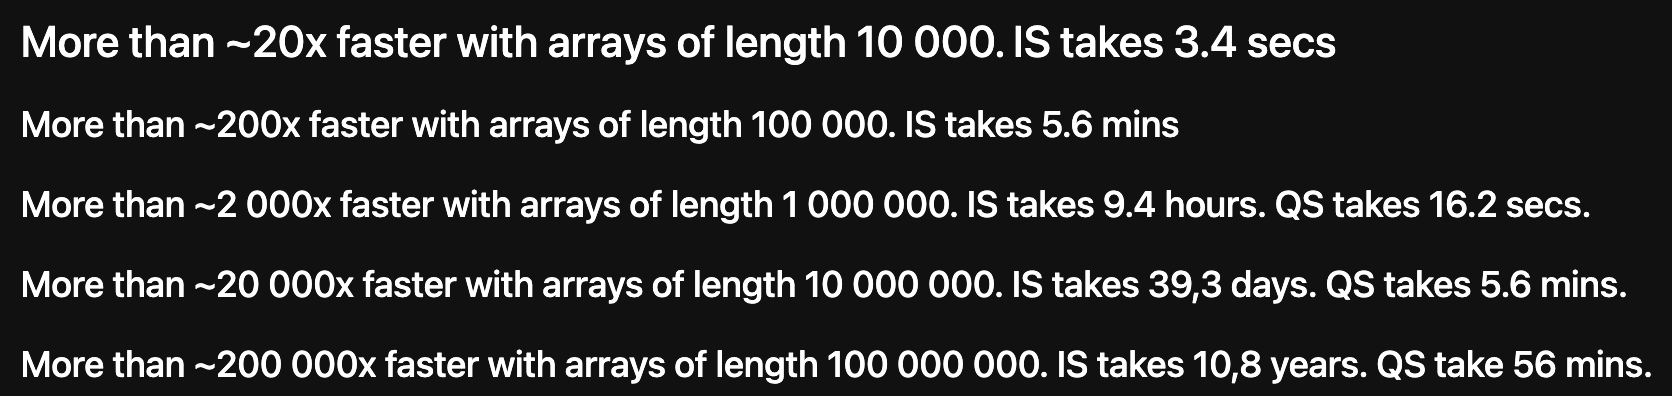 More than ~20x faster with arrays of length 10 000. IS takes 3.4 secs
More than ~200x faster with arrays of length 100 000. IS takes 5.6 mins
More than ~2 000x faster with arrays of length 1 000 000. IS takes 9.4 hours. QS takes 16.2 secs.
More than ~20 000x faster with arrays of length 10 000 000. IS takes 39,3 days. QS takes 5.6 mins.
More than ~200 000x faster with arrays of length 100 000 000. IS takes 10,8 years. QS take 56 mins.